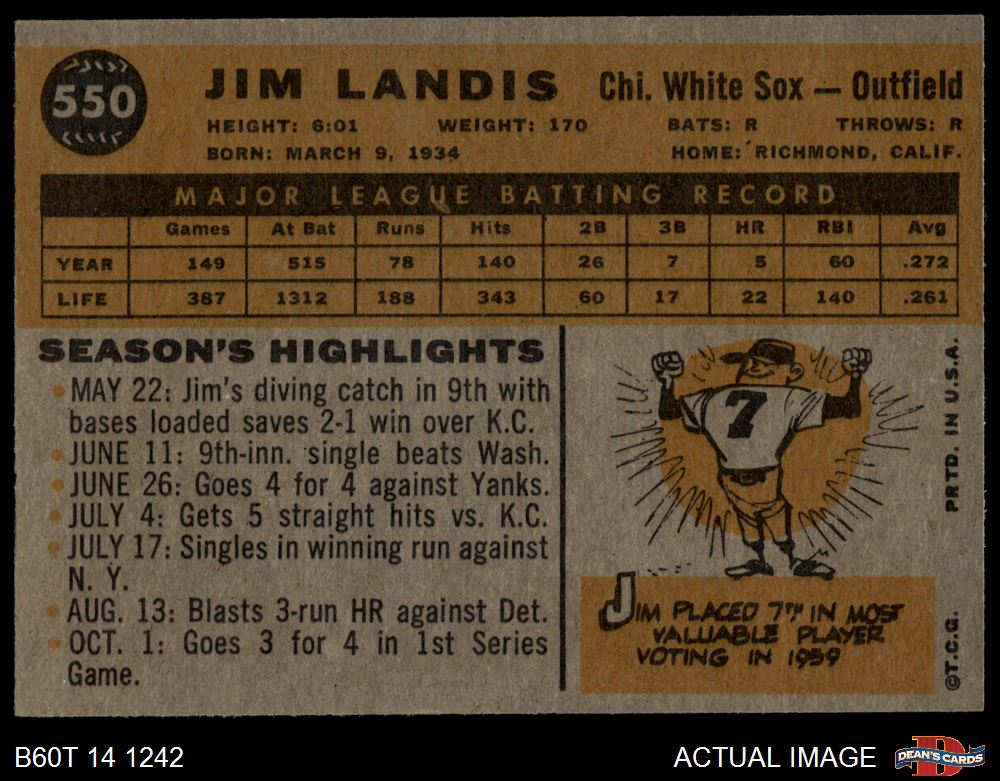 550
JIM LANDIS Chi. White Sox — Outfield
HEIGHT: 6:01 WEIGHT: 170 BATS: R THROWS: R
BORN: MARCH 9, 1934 HOME: RICHMOND, CALIF.
MAJOR LEAGUE BATTING RECORD
Games At Bat Runs Hits 2B 3B HR RBI Avg
YEAR 149 515 78 140 26 7 5 60 .272
LIFE 387 1312 188 343 60 17 22 140 .261
SEASON'S HIGHLIGHTS
MAY 22: Jim's diving catch in 9th with
bases loaded saves 2-1 win over K.C.
JUNE 11: 9th-inn. single beats Wash.
JUNE 26: Goes 4 for 4 against Yanks.
JULY 4: Gets 5 straight hits vs. K.C.
JULY 17: Singles in winning run against
N. Y.
AUG. 13: Blasts 3-run HR against Det.
OCT. 1: Goes 3 for 4 in 1st Series
Game.
7
JIM PLACED 7TH IN MOST
VALUABLE PLAYER
VOTING IN 1959
PRTD. IN U.S.A.
©T.C.G.
B60T 14 1242
ACTUAL IMAGE
D
DEAN'S CARDS